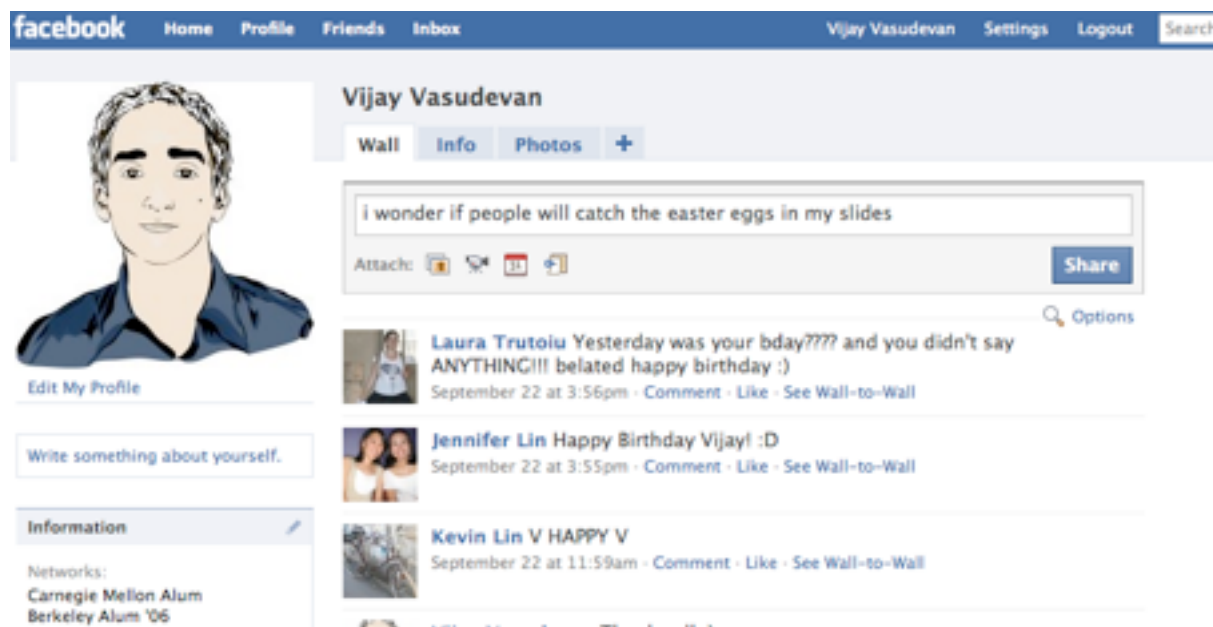 facebook Home Profile Friends Inbox Vijay Vasudevan Settings Logout Search
Vijay Vasudevan
Wall Info Photos +
i wonder if people will catch the easter eggs in my slides
Attach: 31 Share
Options
Laura Trutoiu Yesterday was your bday???? and you didn't say
ANYTHING!!! belated happy birthday :)
September 22 at 3:56pm · Comment · Like · See Wall-to-Wall
Edit My Profile
Jennifer Lin Happy Birthday Vijay! :D
September 22 at 3:55pm · Comment · Like · See Wall-to-Wall
Write something about yourself.
Information
Kevin Lin V HAPPY V
September 22 at 11:59am · Comment · Like · See Wall-to-Wall
Networks:
Carnegie Mellon Alum
Berkeley Alum '06